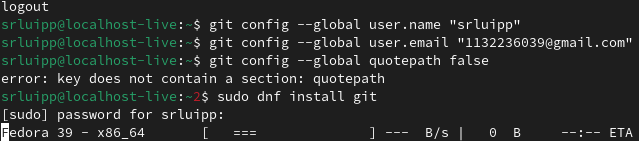 logout
srluipp@localhost-live:~$ git config --global user.name "srluipp"
srluipp@localhost-live:~$ git config --global user.email "1132236039@gmail.com"
srluipp@localhost-live:~$ git config --global quotepath false
error: key does not contain a section: quotepath
srluipp@localhost-live:~2$ sudo dnf install git
[sudo] password for srluipp:
Fedora 39 - x86_64      [   ===              ] ---  B/s |   0  B     --:-- ETA